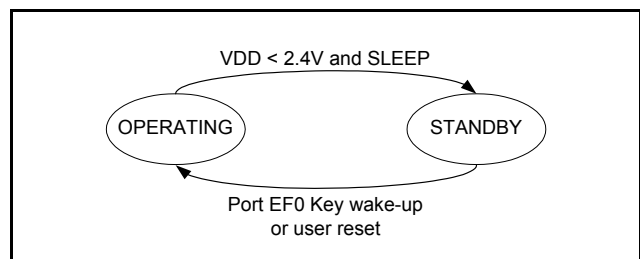 VDD < 2.4V and SLEEP
OPERATING
STANDBY
Port EF0 Key wake-up
or user reset